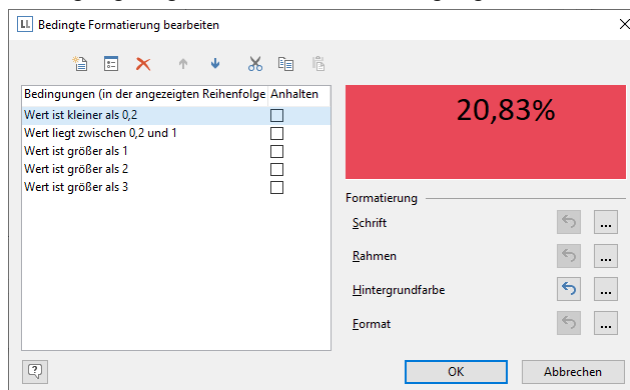 LL Bedingte Formatierung bearbeiten
Bedingungen (in der angezeigten Reihenfolge Anhalten
Wert ist kleiner als 0,2
Wert liegt zwischen 0,2 und 1
Wert ist größer als 1
Wert ist größer als 2
Wert ist größer als 3
20,83%
Formatierung
Schrift ...
Rahmen ...
Hintergrundfarbe ...
Format ...
?
OK Abbrechen